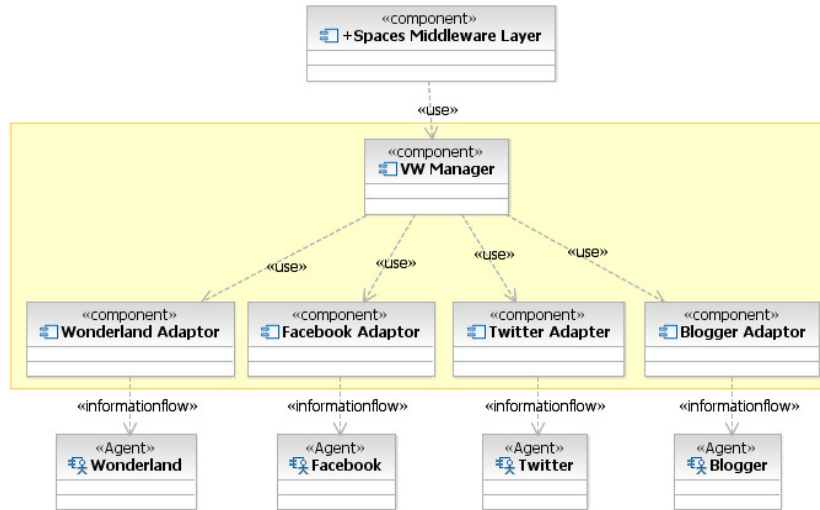 «component»
+Spaces Middleware Layer
«use»
«component»
VW Manager
«use» «use» «use» «use»
«component» «component» «component» «component»
Wonderland Adaptor Facebook Adaptor Twitter Adapter Blogger Adaptor
«informationflow» «informationflow» «informationflow» «informationflow»
«Agent» «Agent» «Agent» «Agent»
Wonderland Facebook Twitter Blogger